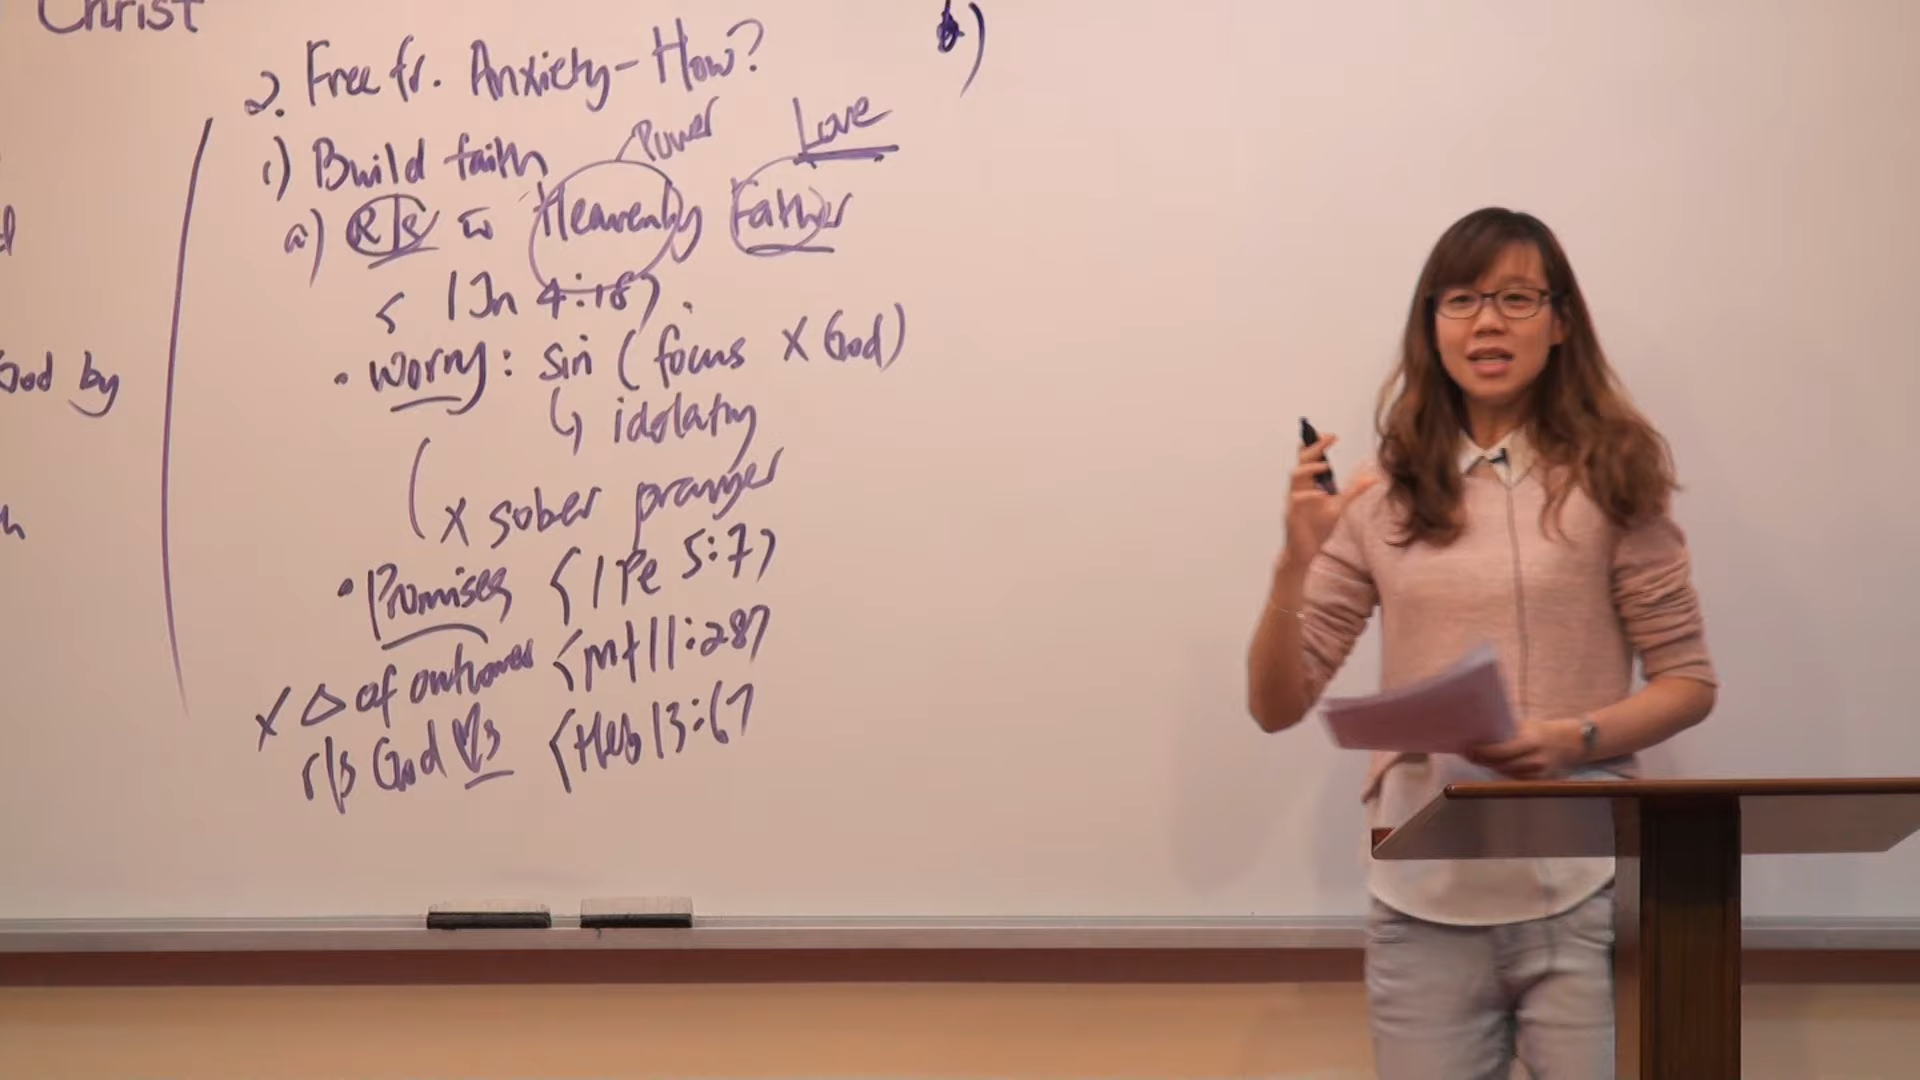 Christ
God by
2. Free fr. Anxiety - How?
i) Build faith
Power
Love
a) R/S w Heavenly Father
< 1 Jn 4:18 >
• Worry: sin (focus X God)
↳ idolatry
( X sober prayer
• Promises <1 Pe 5:7>
X Δ of outcomes <Mt 11:28>
r/s God ♡s <Heb 13:6>
b)